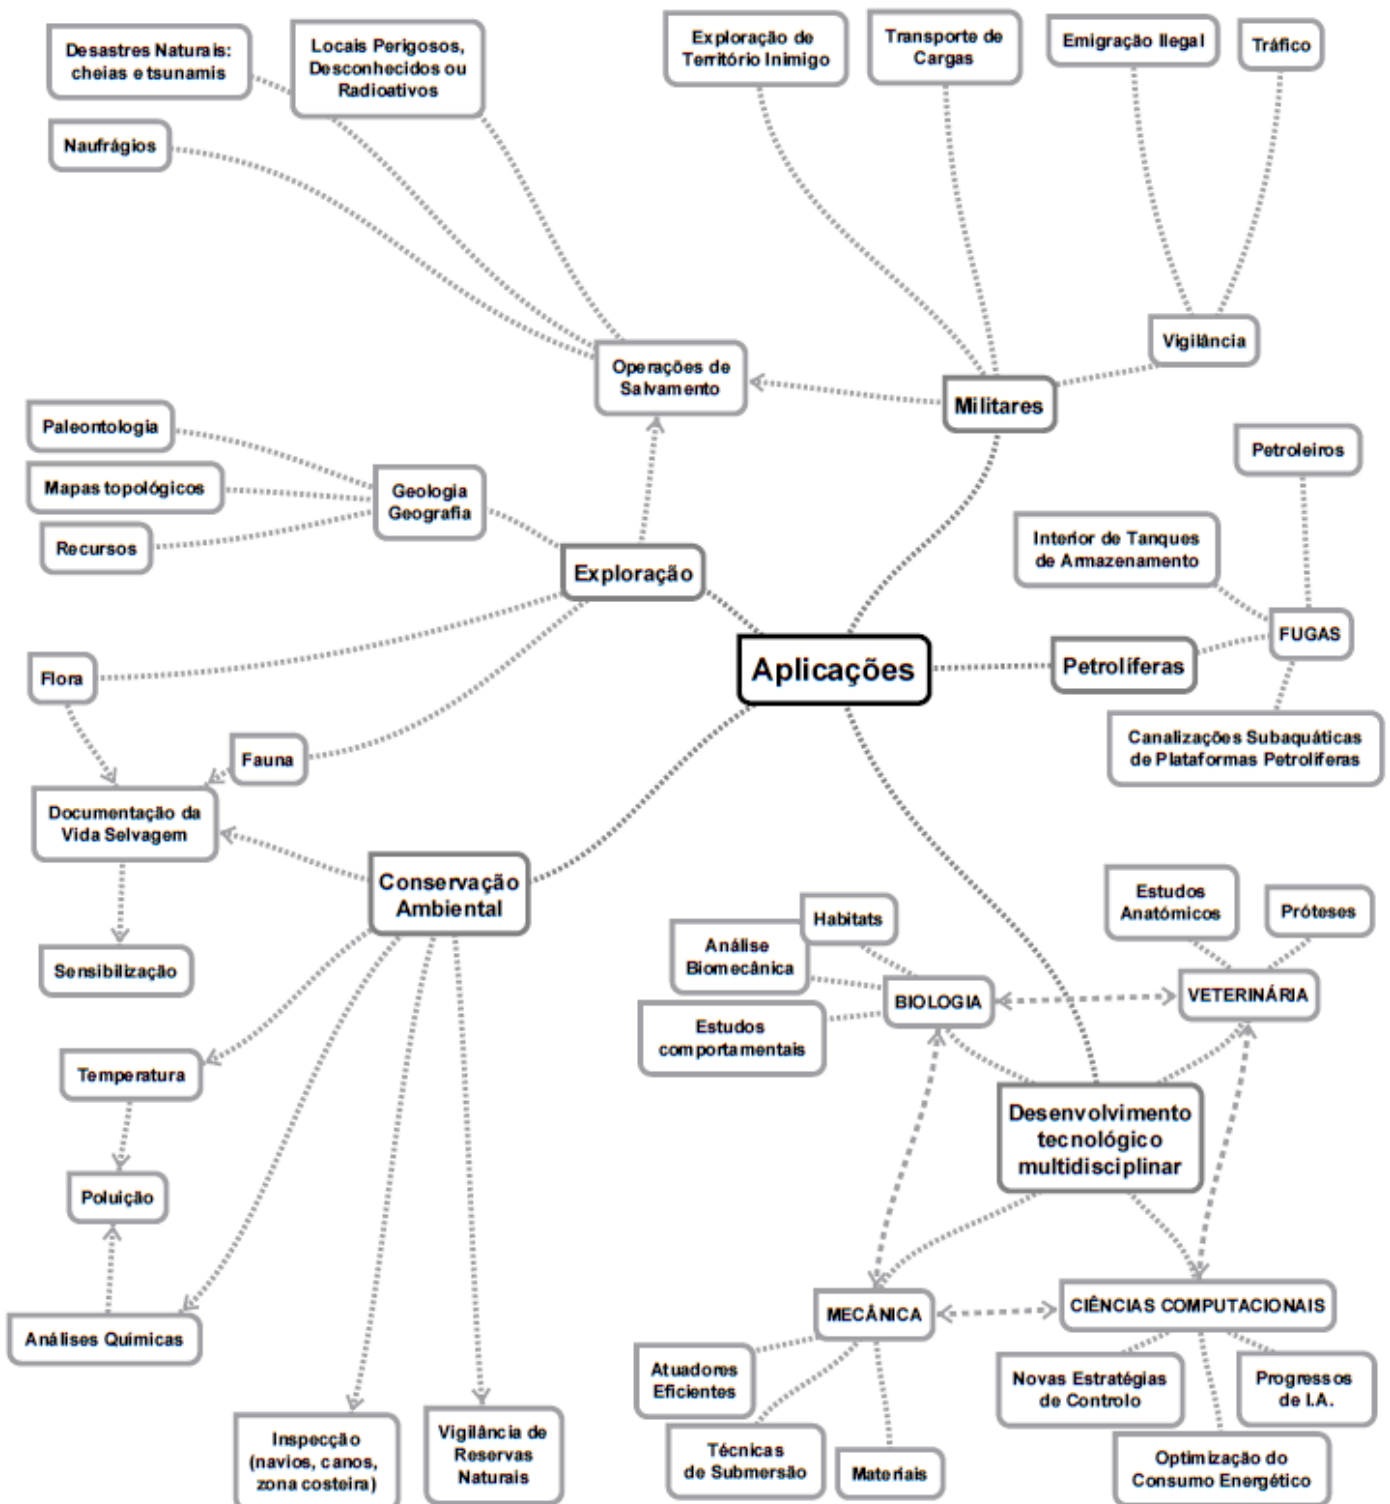 Desastres Naturais:
cheias e tsunamis
Locais Perigosos,
Desconhecidos ou
Radioativos
Naufrágios
Exploração de
Território Inimigo
Transporte de
Cargas
Emigração Ilegal
Tráfico
Vigilância
Operações de
Salvamento
Militares
Paleontologia
Mapas topológicos
Recursos
Geologia
Geografia
Exploração
Petroleiros
Interior de Tanques
de Armazenamento
FUGAS
Aplicações
Petrolíferas
Canalizações Subaquáticas
de Plataformas Petrolíferas
Flora
Fauna
Documentação da
Vida Selvagem
Conservação
Ambiental
Sensibilização
Temperatura
Poluição
Análises Químicas
Inspecção
(navios, canos,
zona costeira)
Vigilância de
Reservas
Naturais
Habitats
Análise
Biomecânica
Estudos
comportamentais
BIOLOGIA
Estudos
Anatómicos
Próteses
VETERINÁRIA
Desenvolvimento
tecnológico
multidisciplinar
MECÂNICA
CIÊNCIAS COMPUTACIONAIS
Atuadores
Eficientes
Técnicas
de Submersão
Materiais
Novas Estratégias
de Controlo
Progressos
de I.A.
Optimização do
Consumo Energético